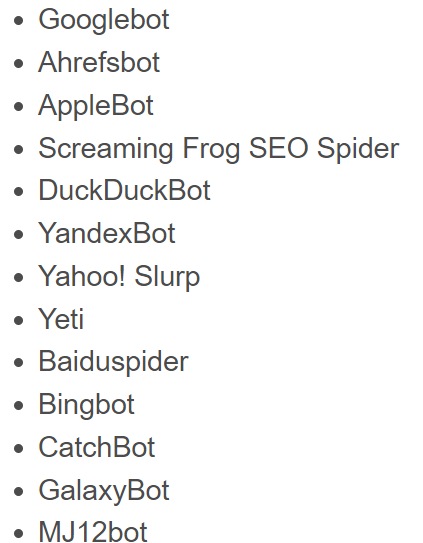 • Googlebot
• Ahrefsbot
• AppleBot
• Screaming Frog SEO Spider
• DuckDuckBot
• YandexBot
• Yahoo! Slurp
• Yeti
• Baiduspider
• Bingbot
• CatchBot
• GalaxyBot
• MJ12bot